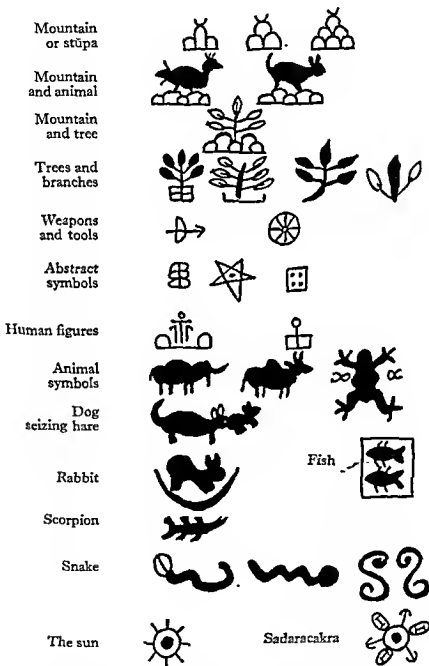 Mountain
or stūpa
Mountain
and animal
Mountain
and tree
Trees and
branches
Weapons
and tools
Abstract
symbols
Human figures
Animal
symbols
Dog
seizing hare
Fish
Rabbit
Scorpion
Snake
The sun
Sadaracakra